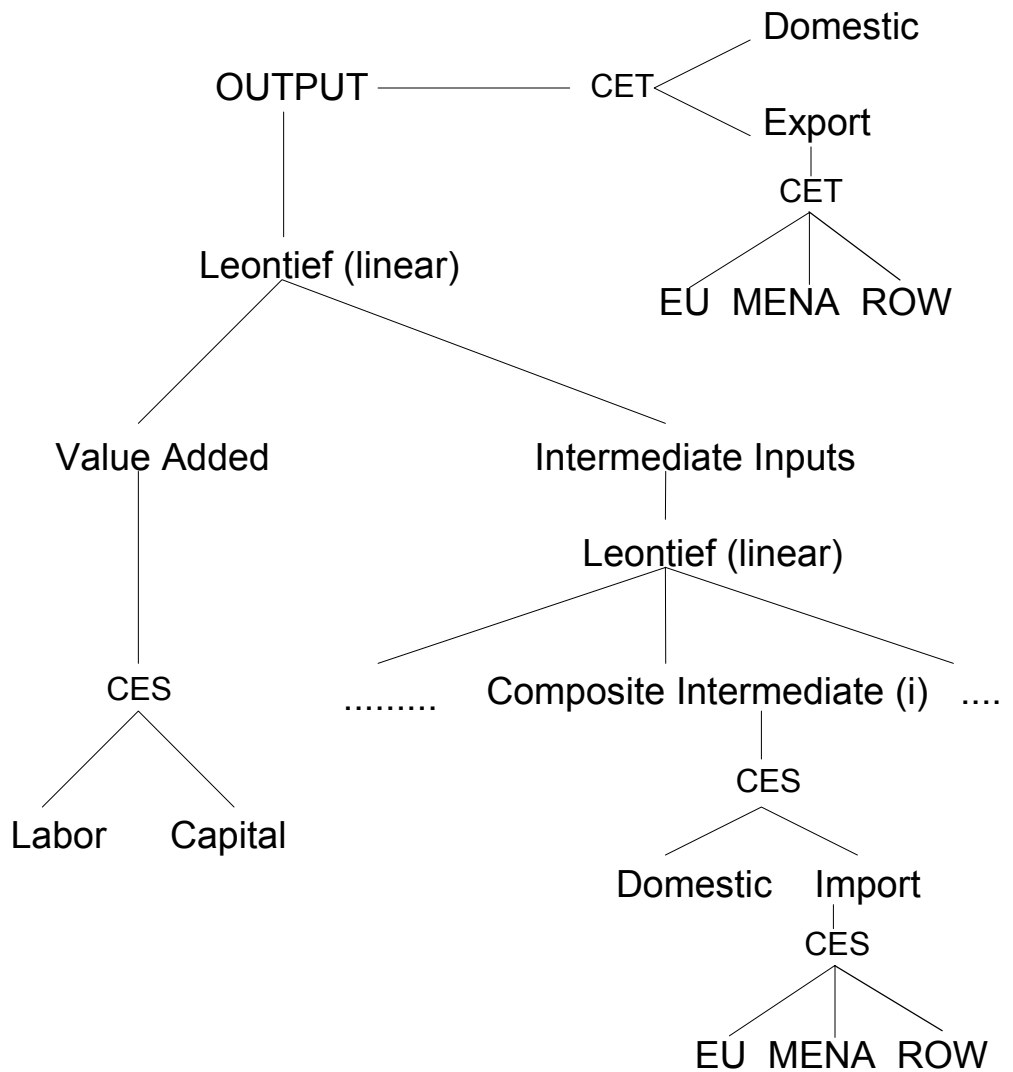 Domestic
OUTPUT CET
Export
CET
EU MENA ROW
Leontief (linear)
Value Added Intermediate Inputs
Leontief (linear)
CES ......... Composite Intermediate (i) ....
CES
Labor Capital
Domestic Import
CES
EU MENA ROW